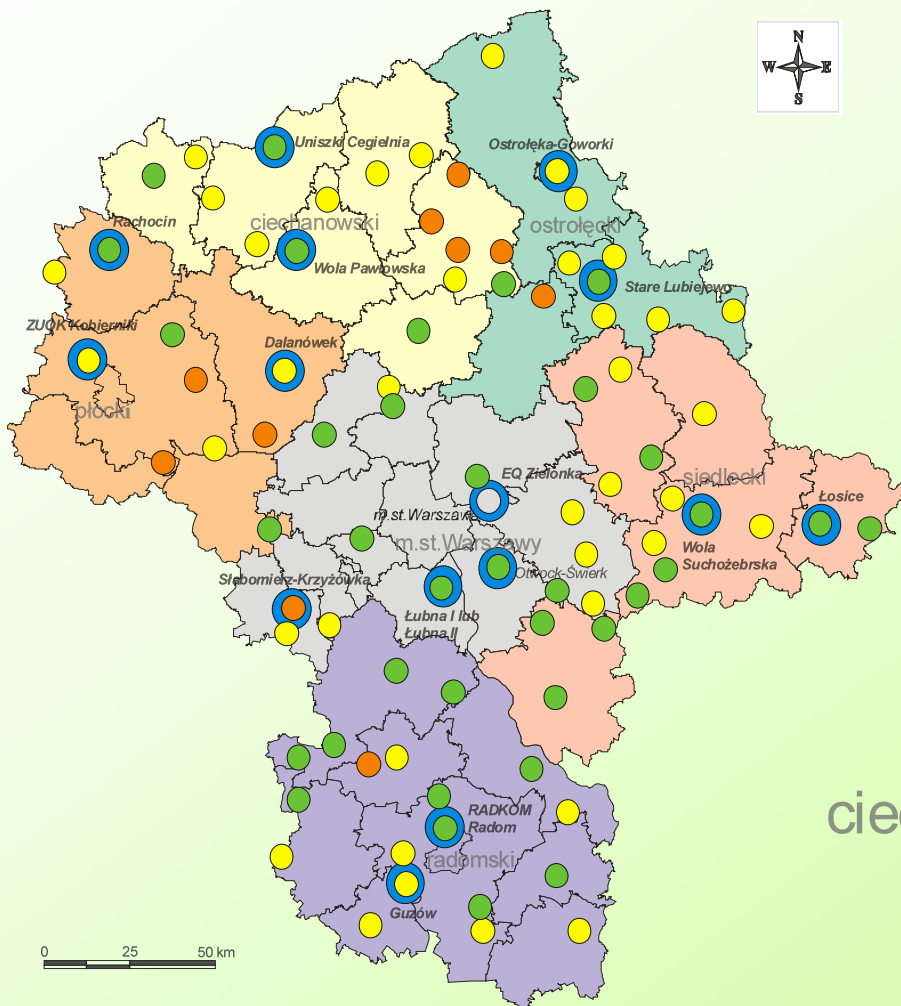 N
W E
S
Uniszki Cegielnia
Ostrołęka-Goworki
Rachocin
ciechanowski
ostrołęcki
Wola Pawłowska
Stare Lubiejewo
ZUOK Kobierniki
Dalanówek
płocki
EQ Zielonka
siedlecki
Łosice
m.st.Warszawa
m.st.Warszawy
Wola
Suchożebrska
Otwock-Świerk
Słabomierz-Krzyżówka
Łubna I lub
Łubna II
RADKOM
Radom
ciec
radomski
Guzów
0 25 50 km